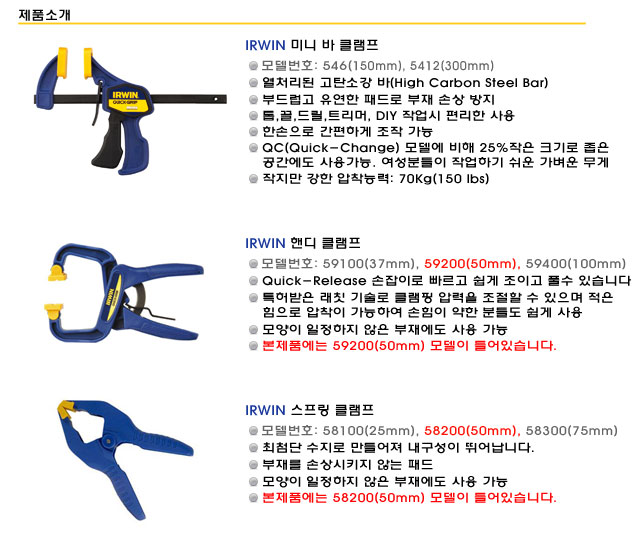 제품소개
IRWIN 미니 바 클램프
모델번호: 546(150mm), 5412(300mm)
열처리된 고탄소강 바(High Carbon Steel Bar)
부드럽고 유연한 패드로 부재 손상 방지
톱,끌,드릴,트리머, DIY 작업시 편리한 사용
한손으로 간편하게 조작 가능
QC(Quick-Change) 모델에 비해 25%작은 크기로 좁은
공간에도 사용가능. 여성분들이 작업하기 쉬운 가벼운 무게
작지만 강한 압착능력: 70Kg(150 lbs)
IRWIN
QUICK-GRIP
IRWIN 핸디 클램프
모델번호: 59100(37mm), 59200(50mm), 59400(100mm)
Quick-Release 손잡이로 빠르고 쉽게 조이고 풀수 있습니다
특허받은 래칫 기술로 클램핑 압력을 조절할 수 있으며 적은
힘으로 압착이 가능하여 손힘이 약한 분들도 쉽게 사용
모양이 일정하지 않은 부재에도 사용 가능
본제품에는 59200(50mm) 모델이 들어있습니다.
IRWIN
IRWIN 스프링 클램프
모델번호: 58100(25mm), 58200(50mm), 58300(75mm)
최첨단 수지로 만들어져 내구성이 뛰어납니다.
부재를 손상시키지 않는 패드
모양이 일정하지 않은 부재에도 사용 가능
본제품에는 58200(50mm) 모델이 들어있습니다.